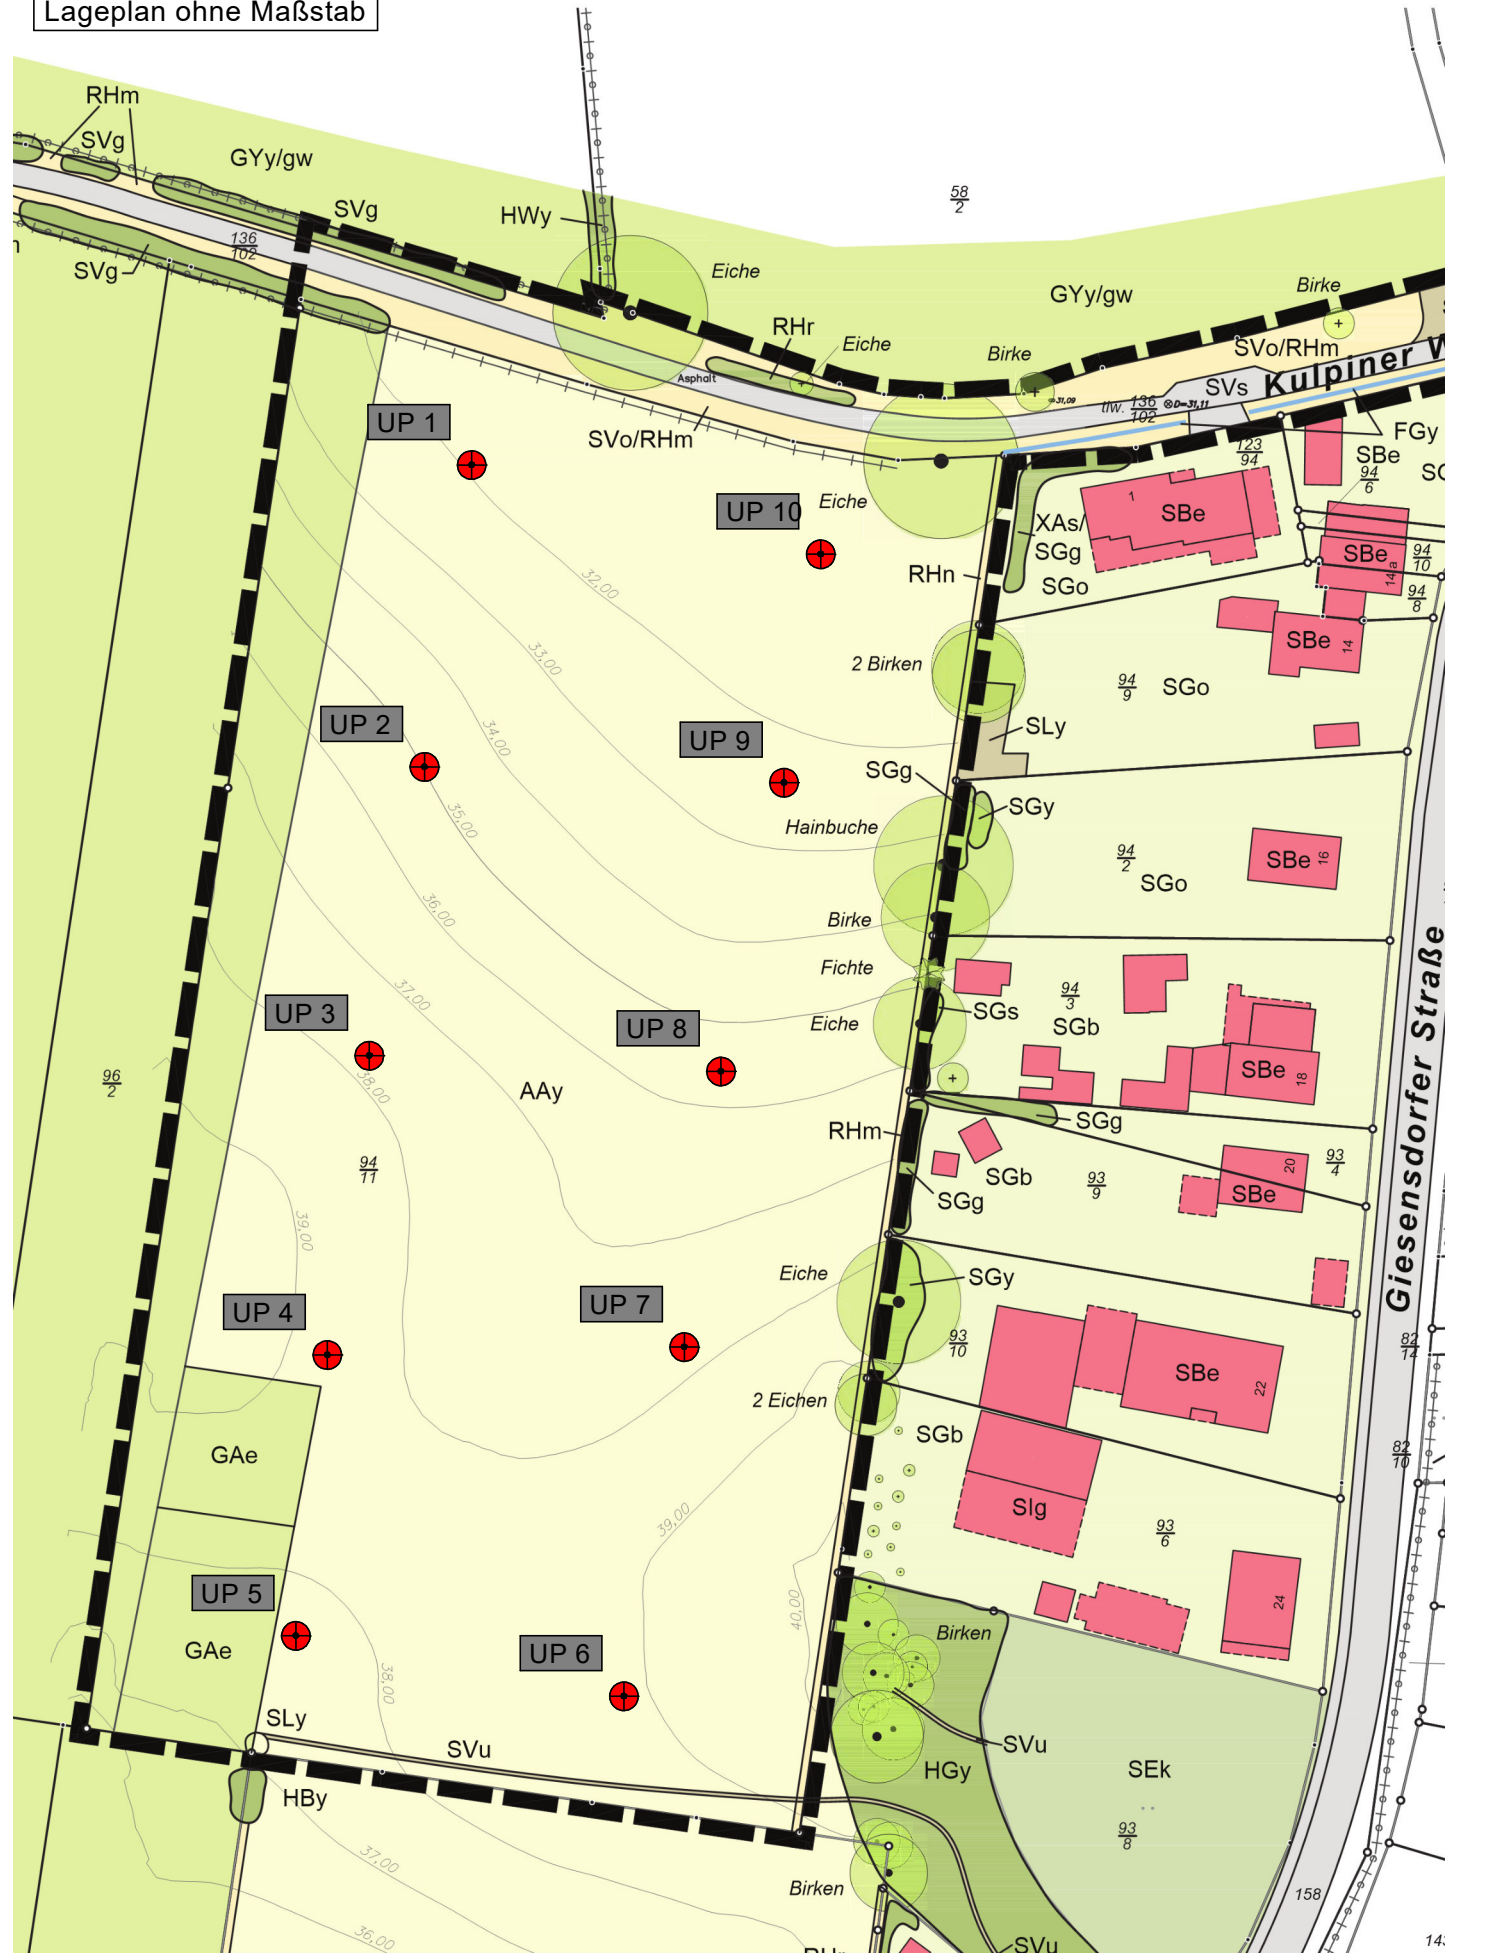 Lageplan ohne Maßstab
RHm
SVg
GYy/gw
SVg
HWy
58
2
136
102
SVg
Eiche
GYy/gw
Birke
RHr
Eiche
Birke
SVo/RHm
Asphalt
SVs
Kulpiner W
tlw.
136
102
D=31,11
31,09
UP 1
SVo/RHm
FGy
123
94
SBe
94
6
UP 10
Eiche
1
SBe
XAs/
SGg
SBe
94
10
14 a
RHn
SGo
94
8
32,00
33,00
SBe
14
2 Birken
94
9
SGo
UP 2
34,00
UP 9
SLy
SGg
SGy
35,00
Hainbuche
94
2
SBe
16
SGo
36,00
Birke
Fichte
37,00
94
3
SGs
SGb
UP 3
UP 8
Eiche
SBe
18
38,00
AAy
96
2
SGg
RHm
94
11
93
4
20
SGb
93
9
SBe
SGg
39,00
Giesensdorfer Straße
Eiche
SGy
UP 4
UP 7
93
10
82
14
SBe
22
2 Eichen
SGb
GAe
82
10
39,00
SIg
93
6
UP 5
40,00
24
Birken
GAe
UP 6
38,00
SLy
SVu
SVu
HGy
SEk
HBy
93
8
37,00
Birken
158
36,00
SVu